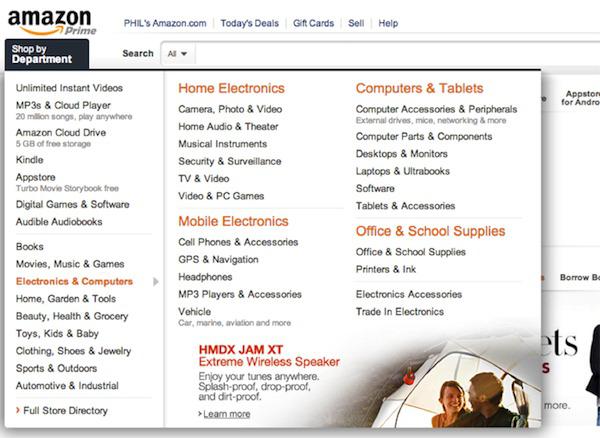 amazon
Prime
PHIL's Amazon.com | Today's Deals | Gift Cards | Sell | Help
Shop by
Department
Search All
Unlimited Instant Videos
MP3s & Cloud Player
20 million songs, play anywhere
Amazon Cloud Drive
5 GB of free storage
Kindle
Appstore
Turbo Movie Storybook free
Digital Games & Software
Audible Audiobooks
Books
Movies, Music & Games
Electronics & Computers
Home, Garden & Tools
Beauty, Health & Grocery
Toys, Kids & Baby
Clothing, Shoes & Jewelry
Sports & Outdoors
Automotive & Industrial
Full Store Directory
Home Electronics
Camera, Photo & Video
Home Audio & Theater
Musical Instruments
Security & Surveillance
TV & Video
Video & PC Games
Mobile Electronics
Cell Phones & Accessories
GPS & Navigation
Headphones
MP3 Players & Accessories
Vehicle
Car, marine, aviation and more
Computers & Tablets
Computer Accessories & Peripherals
External drives, mice, networking & more
Computer Parts & Components
Desktops & Monitors
Laptops & Ultrabooks
Software
Tablets & Accessories
Office & School Supplies
Office & School Supplies
Printers & Ink
Electronics Accessories
Trade In Electronics
HMDX JAM XT
Extreme Wireless Speaker
Enjoy your tunes anywhere.
Splash-proof, drop-proof,
and dirt-proof.
Learn more
Appstore
for Andro
Borrow Bo
ets
S
more.